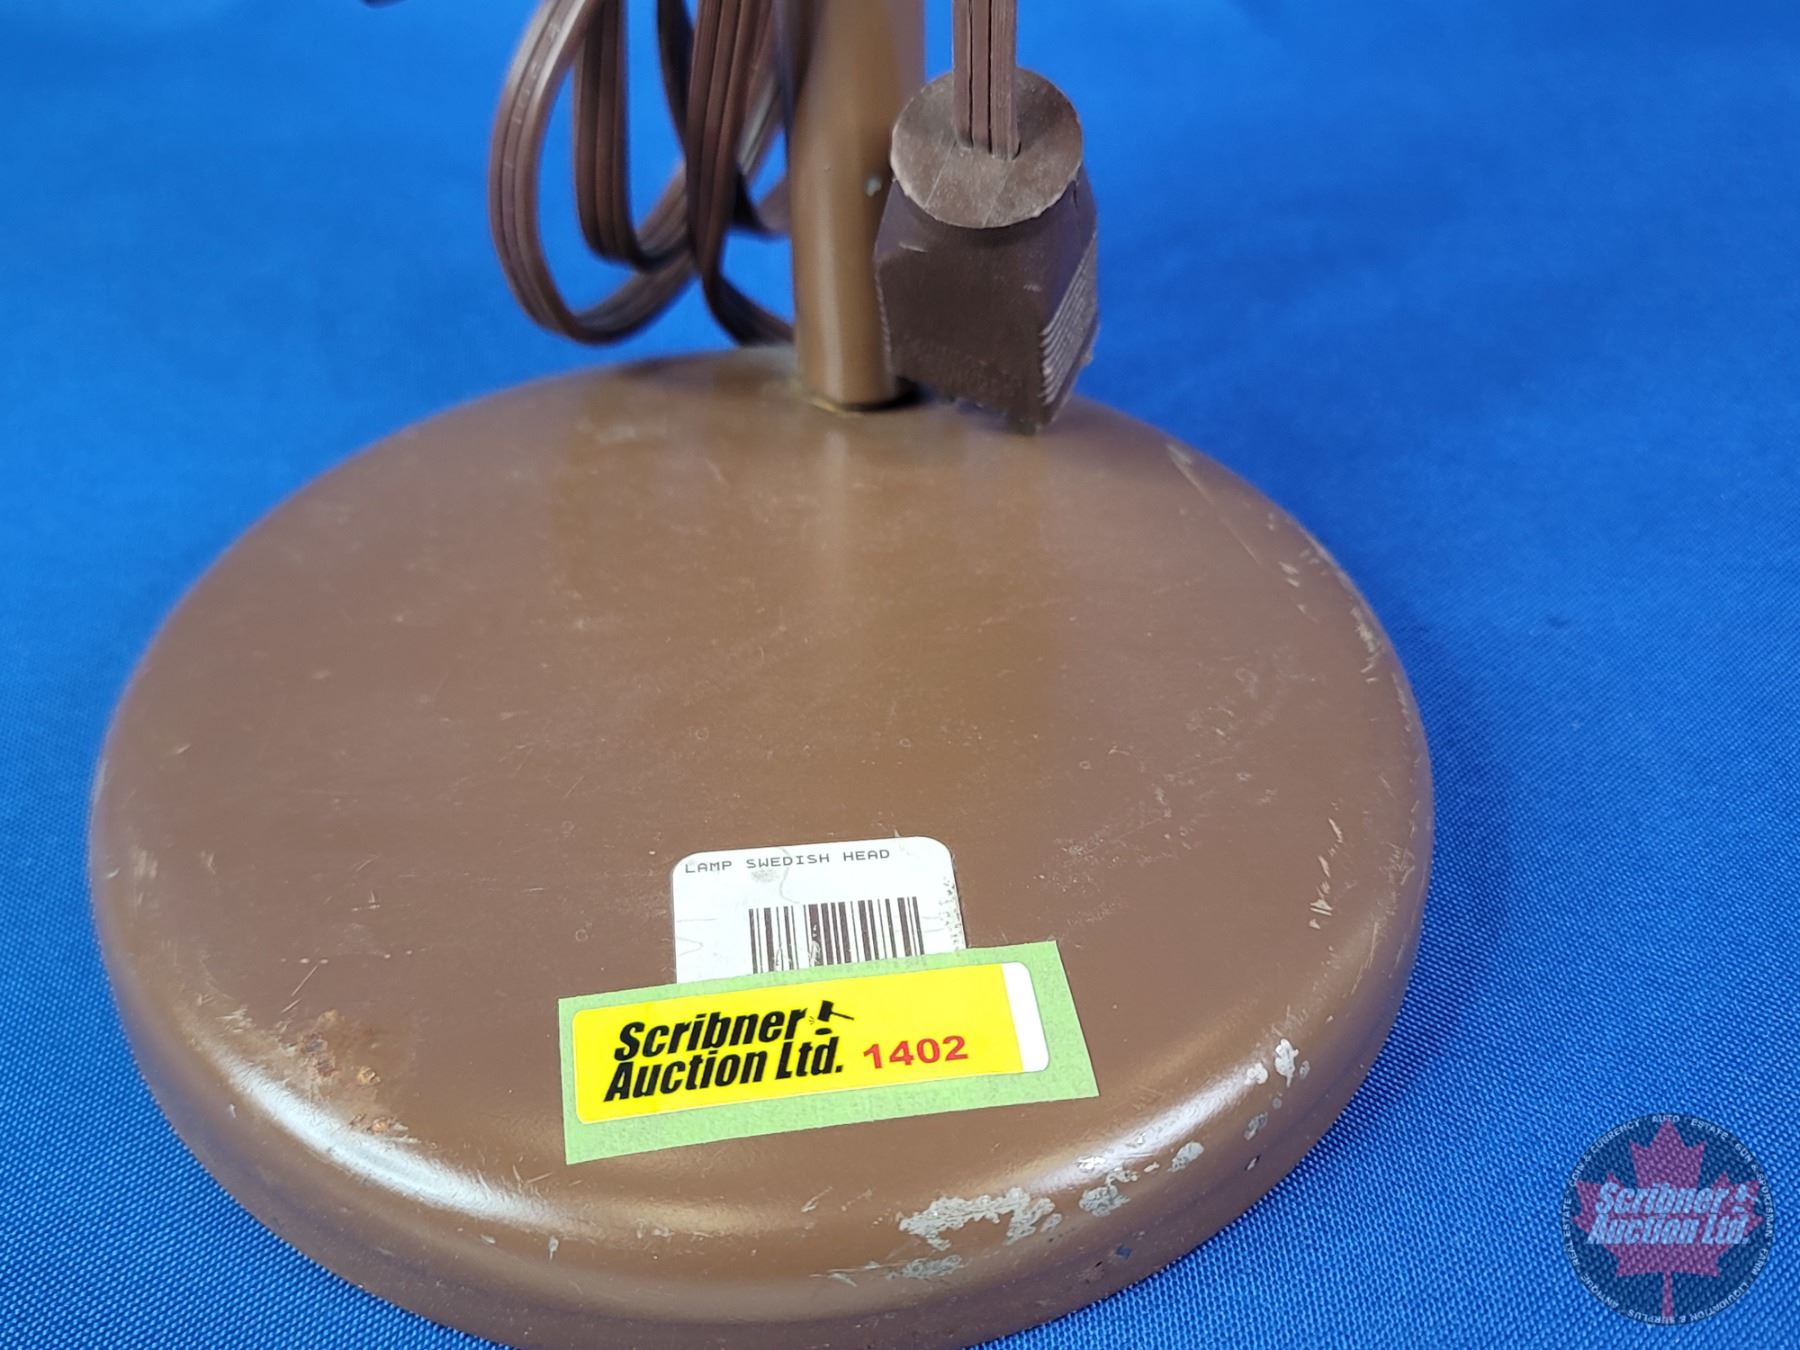 LAMP SWEDISH HEAD
Scribner
Auction Ltd. 1402
Scribner
Auction Ltd.